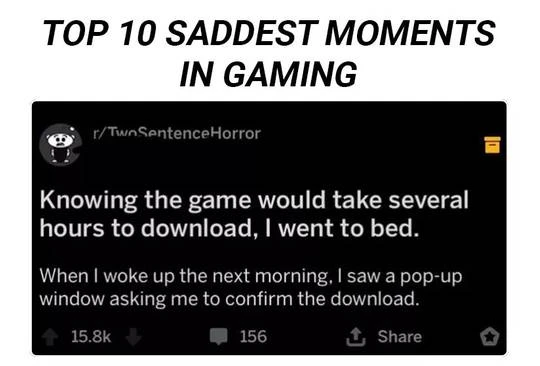 TOP 10 SADDEST MOMENTS
IN GAMING
r/TwoSentenceHorror
Knowing the game would take several
hours to download, I went to bed.
When I woke up the next morning, I saw a pop-up
window asking me to confirm the download.
15.8k 156 Share